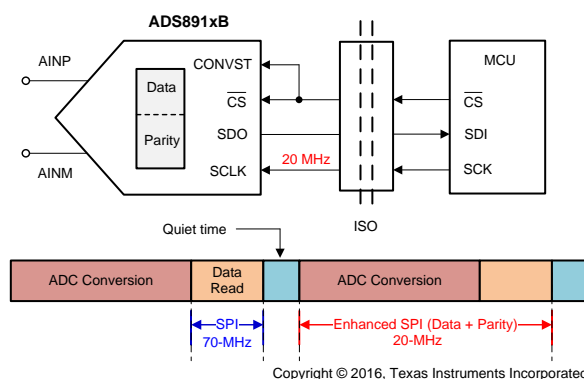 ADS891xB
AINP
AINM
Data
Parity
CONVST
CS
SDO
SCLK
20 MHz
ISO
MCU
CS
SDI
SCK
Quiet time
ADC Conversion
Data
Read
ADC Conversion
SPI
70-MHz
Enhanced SPI (Data + Parity)
20-MHz
Copyright © 2016, Texas Instruments Incorporated